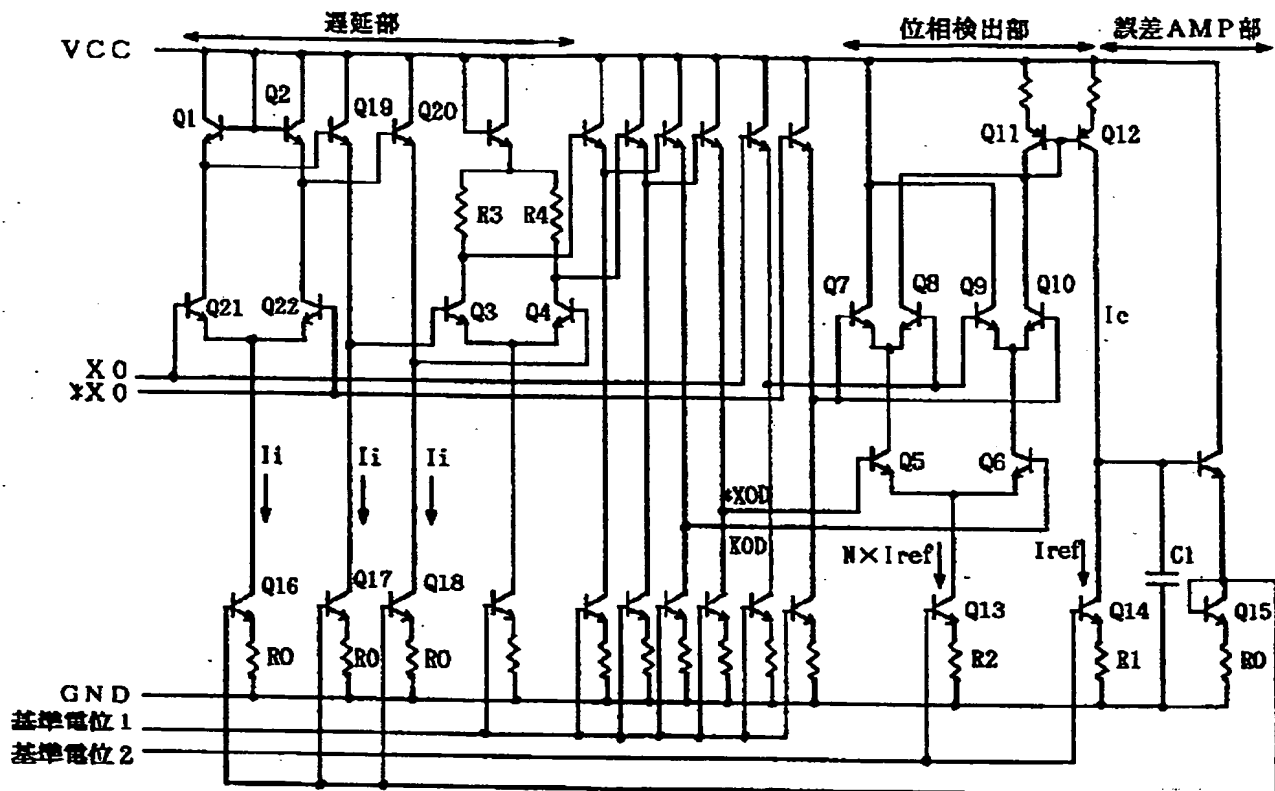 遅延部
位相検出部
誤差AMP部
VCC
Q1
Q2
Q19
Q20
Q11
Q12
R3
R4
Q21
Q22
Q3
Q4
Q7
Q8
Q9
Q10
Ic
X0
*X0
Ii
Ii
Ii
Q5
Q6
*XOD
XOD
N×Iref
Iref
C1
Q16
Q17
Q18
Q13
Q14
Q15
R0
R0
R0
R2
R1
R0
GND
基準電位1
基準電位2